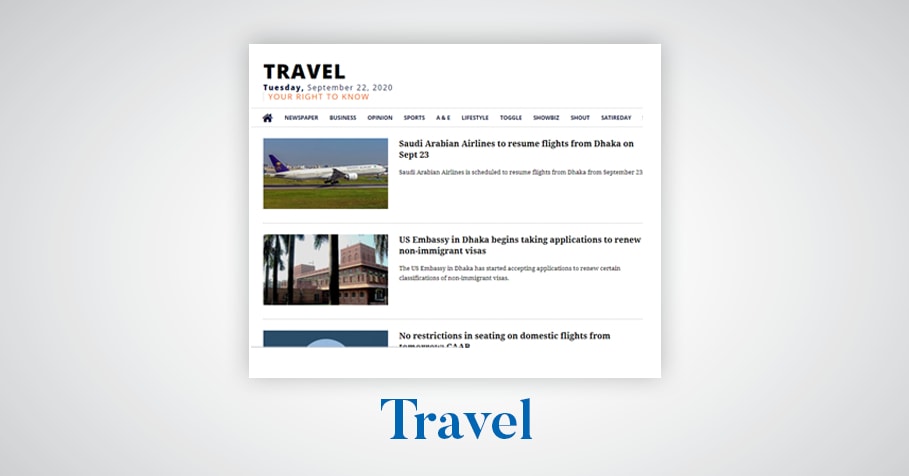 TRAVEL
Tuesday, September 22, 2020
YOUR RIGHT TO KNOW
NEWSPAPER BUSINESS OPINION SPORTS A & E LIFESTYLE TOGGLE SHOWBIZ SHOUT SATIREDAY
Saudi Arabian Airlines to resume flights from Dhaka on
Sept 23
Saudi Arabian Airlines is scheduled to resume flights from Dhaka from September 23
US Embassy in Dhaka begins taking applications to renew
non-immigrant visas
The US Embassy in Dhaka has started accepting applications to renew certain
classifications of non-immigrant visas.
No restrictions in seating on domestic flights from
tomorrow: CAAB
Travel